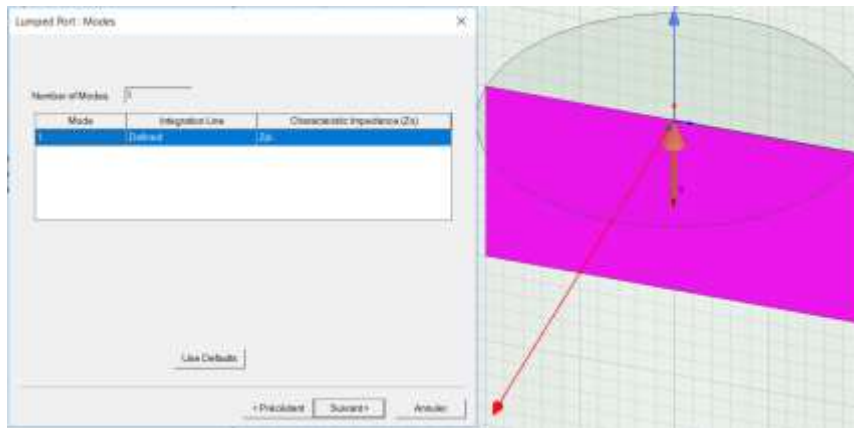 Lumped Port : Modes
Number of Modes: 1
Mode Integration Line Characteristic Impedance (Zo)
1 Defined Zpi
Use Defaults
< Précédent Suivant > Annuler